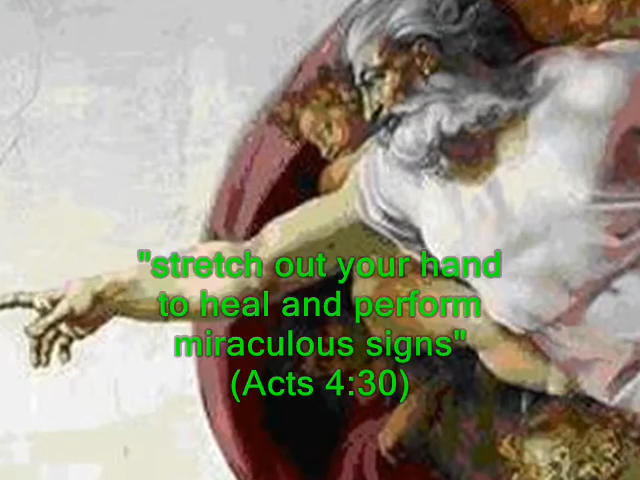 "stretch out your hand
to heal and perform
miraculous signs"
(Acts 4:30)